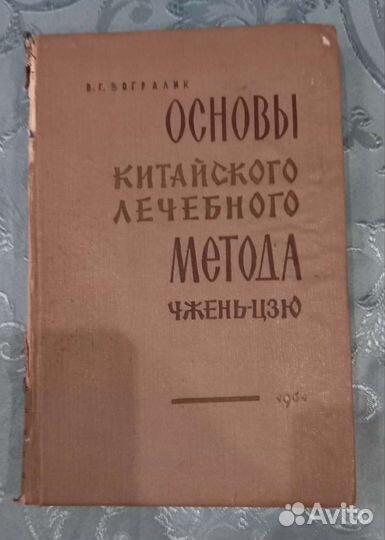 В. Г. ВОГРАЛИК
ОСНОВЫ
КИТАЙСКОГО
ЛЕЧЕБНОГО
МЕТОДА
ЧЖЕНЬ-ЦЗЮ
Avito